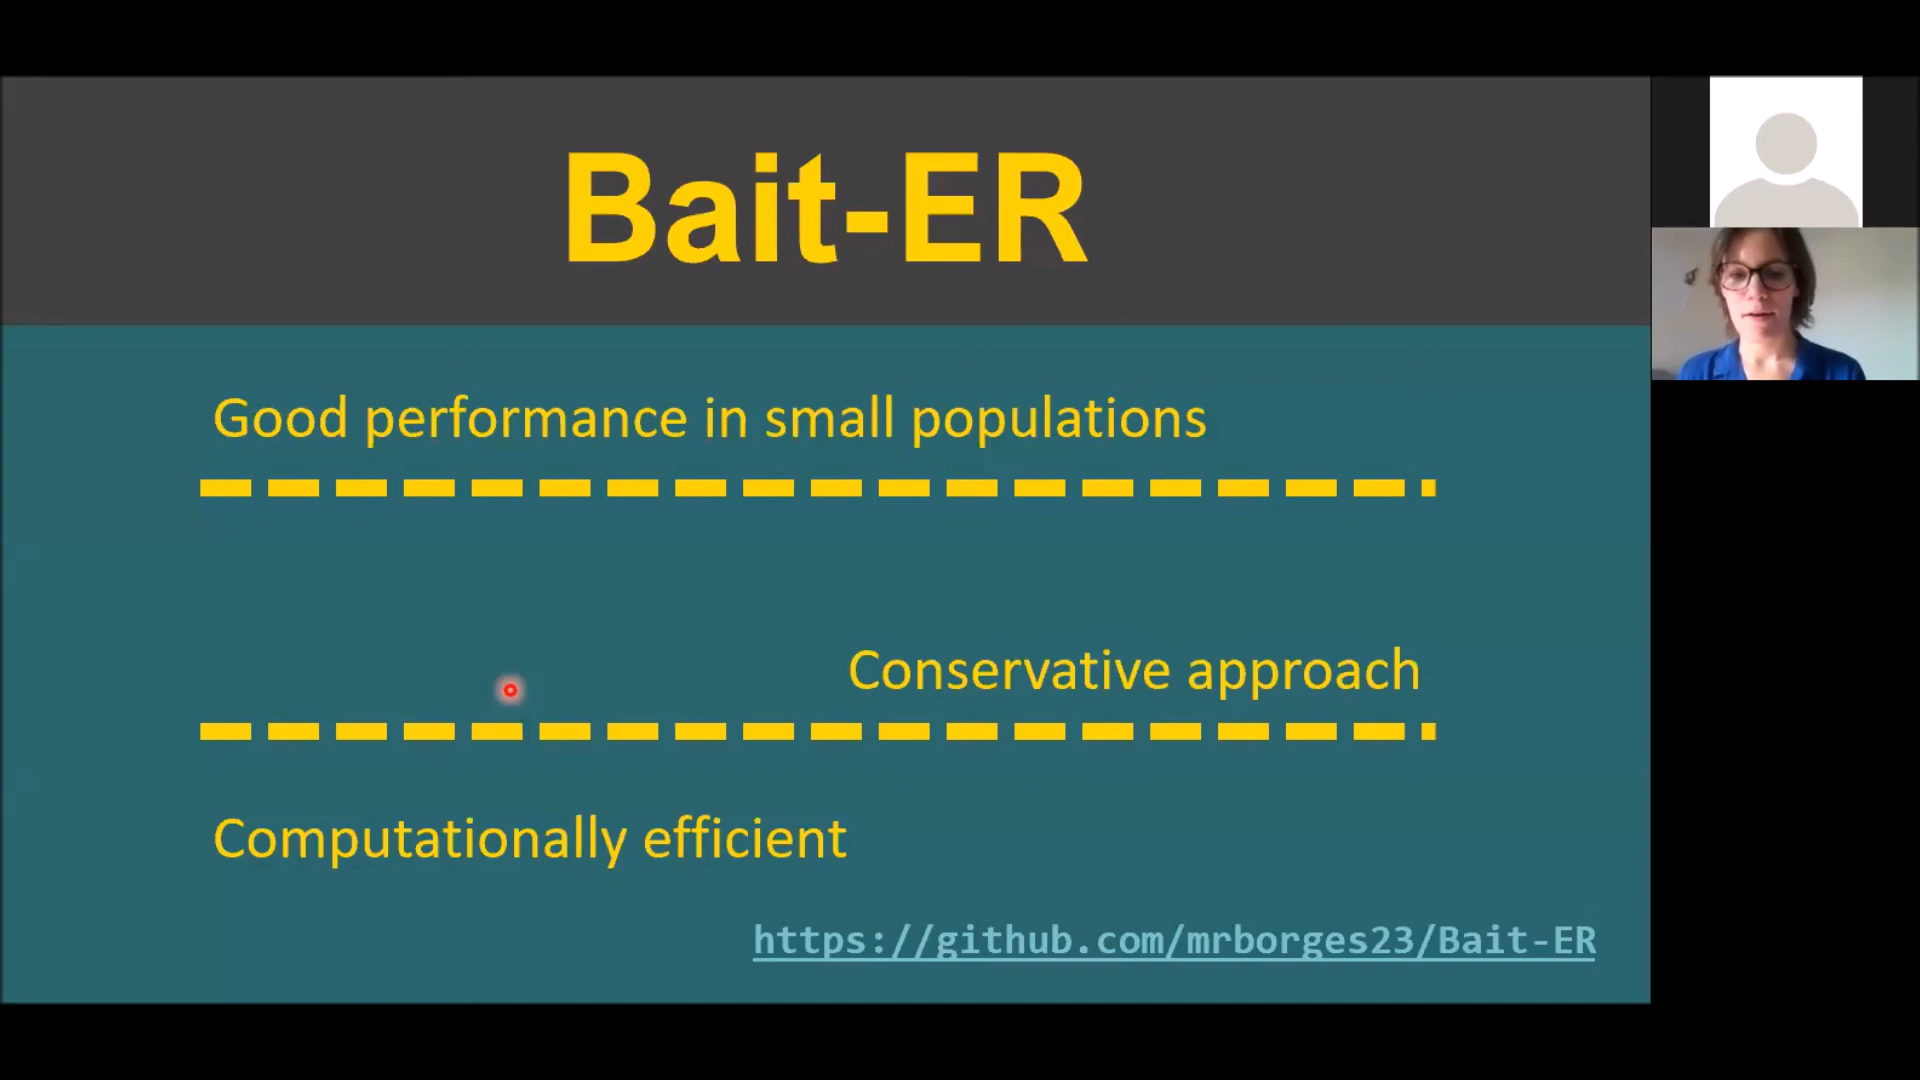 Bait-ER
Good performance in small populations
Conservative approach
Computationally efficient
https://github.com/mrborges23/Bait-ER